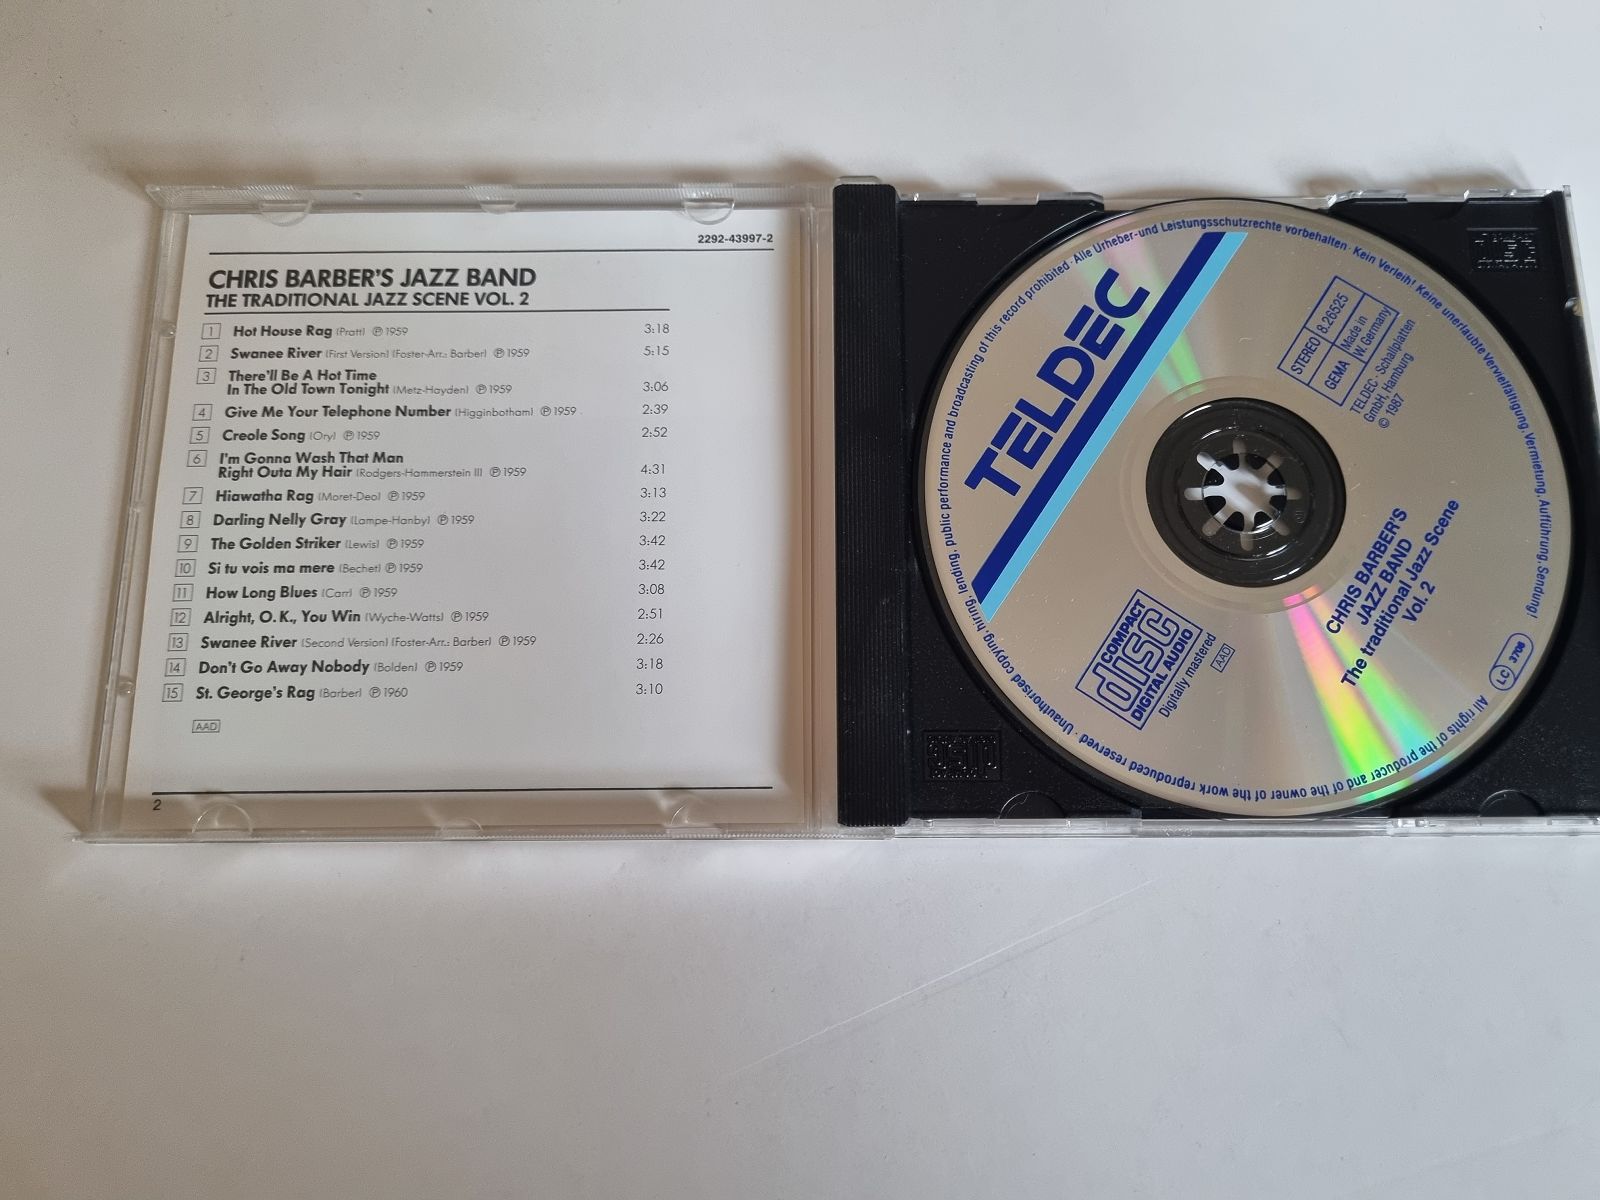 2292-43997-2
CHRIS BARBER'S JAZZ BAND
THE TRADITIONAL JAZZ SCENE VOL. 2
1 Hot House Rag (Pratt) ℗ 1959 3:18
2 Swanee River (First Version) (Foster-Arr.: Barber) ℗ 1959 5:15
3 There'll Be A Hot Time
In The Old Town Tonight (Metz-Hayden) ℗ 1959 3:06
4 Give Me Your Telephone Number (Higginbotham) ℗ 1959 2:39
5 Creole Song (Ory) ℗ 1959 2:52
6 I'm Gonna Wash That Man
Right Outa My Hair (Rodgers-Hammerstein II) ℗ 1959 4:31
7 Hiawatha Rag (Moret-Deo) ℗ 1959 3:13
8 Darling Nelly Gray (Lampe-Hanby) ℗ 1959 3:22
9 The Golden Striker (Lewis) ℗ 1959 3:42
10 Si tu vois ma mere (Bechet) ℗ 1959 3:42
11 How Long Blues (Carr) ℗ 1959 3:08
12 Alright, O. K., You Win (Wyche-Watts) ℗ 1959 2:51
13 Swanee River (Second Version) (Foster-Arr.: Barber) ℗ 1959 2:26
14 Don't Go Away Nobody (Bolden) ℗ 1959 3:18
15 St. George's Rag (Barber) ℗ 1960 3:10
AAD
2
TELDEC
STEREO 8.26525
GEMA Made in
W. Germany
TELDEC · Schallplatten
GmbH, Hamburg
© 1987
COMPACT
disc
DIGITAL AUDIO
Digitally mastered
AAD
CHRIS BARBER'S
JAZZ BAND
The traditional Jazz Scene
Vol. 2
LC 3706
Alle Urheber-und Leistungsschutzrechte vorbehalten · Kein Verleih! Keine unerlaubte Vervielfältigung, Vermietung, Aufführung, Sendung!
All rights of the producer and of the owner of the work reproduced reserved · Unauthorised copying, hiring, lending, public performance and broadcasting of this record prohibited ·